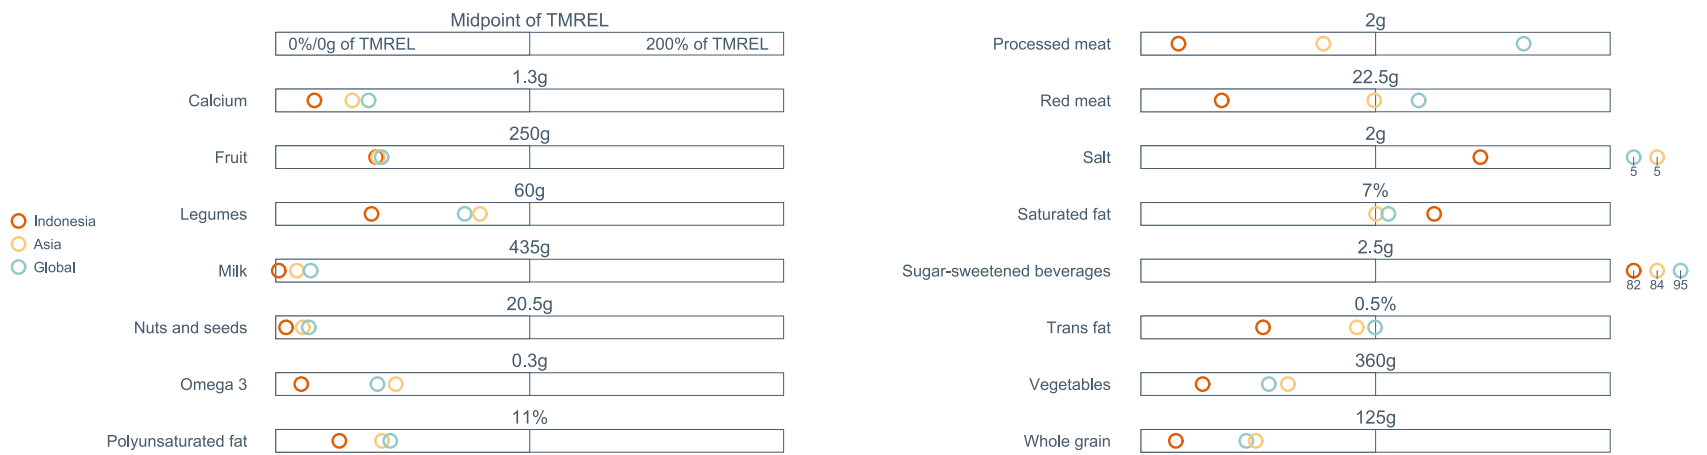 Midpoint of TMREL
0%/0g of TMREL 200% of TMREL
1.3g
Calcium
250g
Fruit
60g
Legumes
435g
Milk
20.5g
Nuts and seeds
0.3g
Omega 3
11%
Polyunsaturated fat
Indonesia
Asia
Global
2g
Processed meat
22.5g
Red meat
2g
Salt
5 5
7%
Saturated fat
2.5g
Sugar-sweetened beverages
82 84 95
0.5%
Trans fat
360g
Vegetables
125g
Whole grain